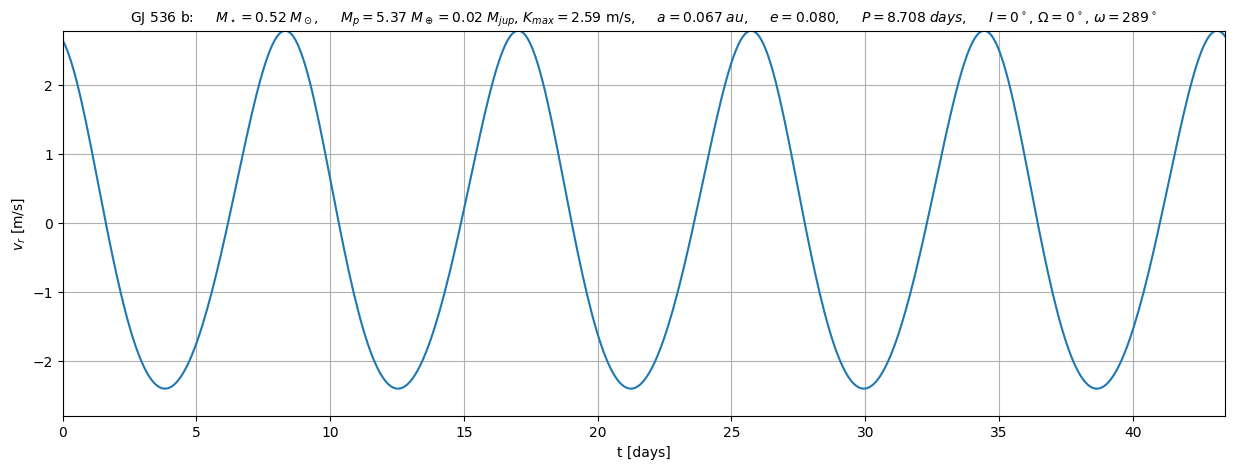 GJ 536 b: M⋆ = 0.52 M⊙, Mp = 5.37 M⊕ = 0.02 Mjup, Kmax = 2.59 m/s, a = 0.067 au, e = 0.080, P = 8.708 days, I = 0°, Ω = 0°, ω = 289°
2
1
0
−1
−2
vr [m/s]
0 5 10 15 20 25 30 35 40
t [days]